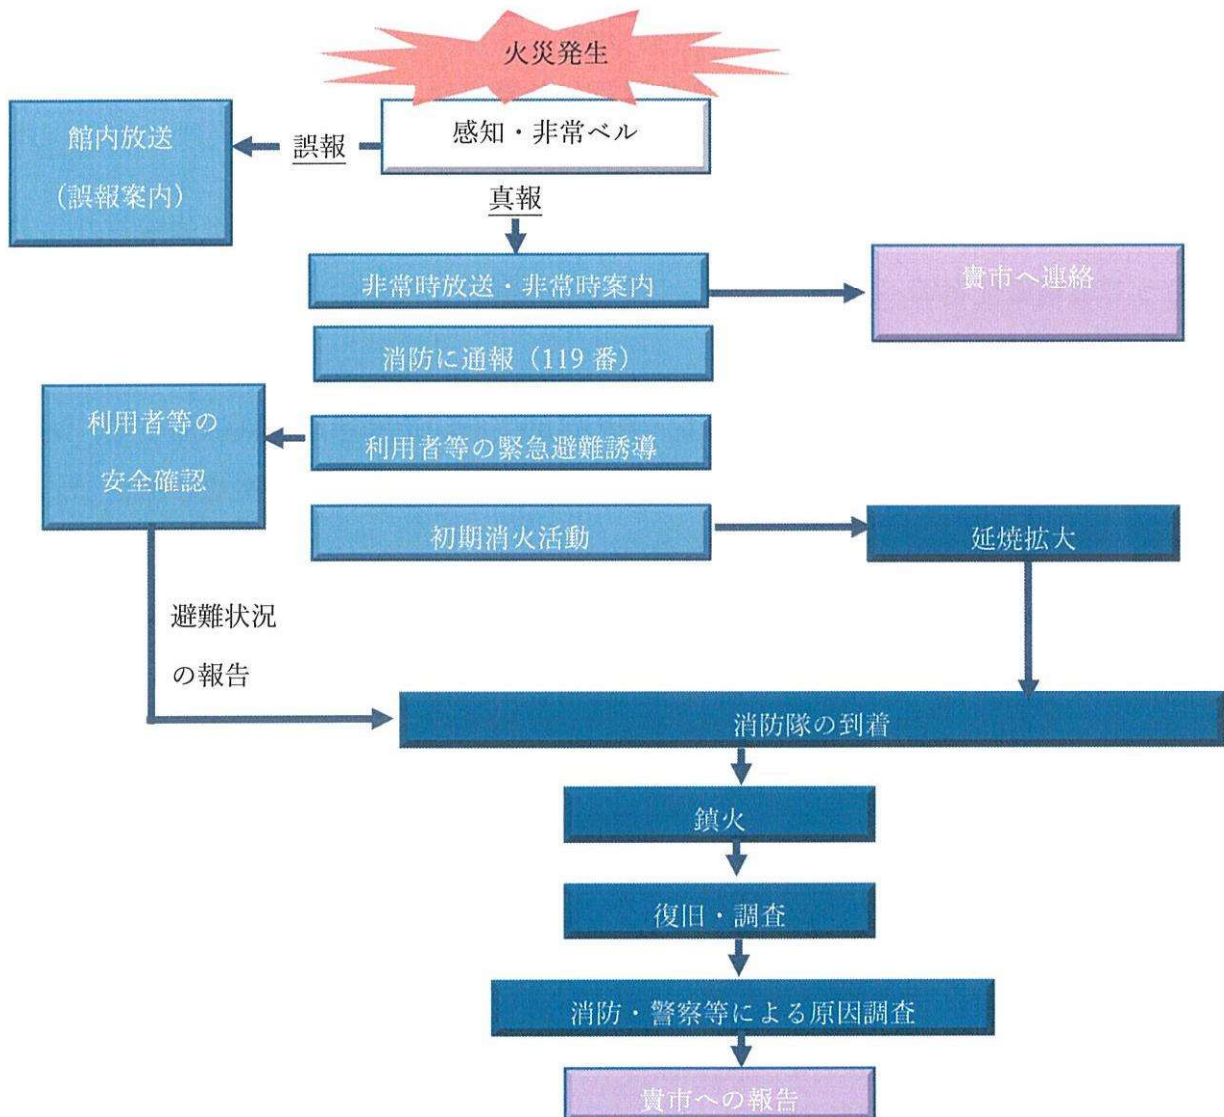 火災発生
感知・非常ベル
誤報
館内放送
（誤報案内）
真報
非常時放送・非常時案内
貴市へ連絡
消防に通報（119 番）
利用者等の緊急避難誘導
利用者等の
安全確認
初期消火活動
延焼拡大
避難状況
の報告
消防隊の到着
鎮火
復旧・調査
消防・警察等による原因調査
貴市への報告